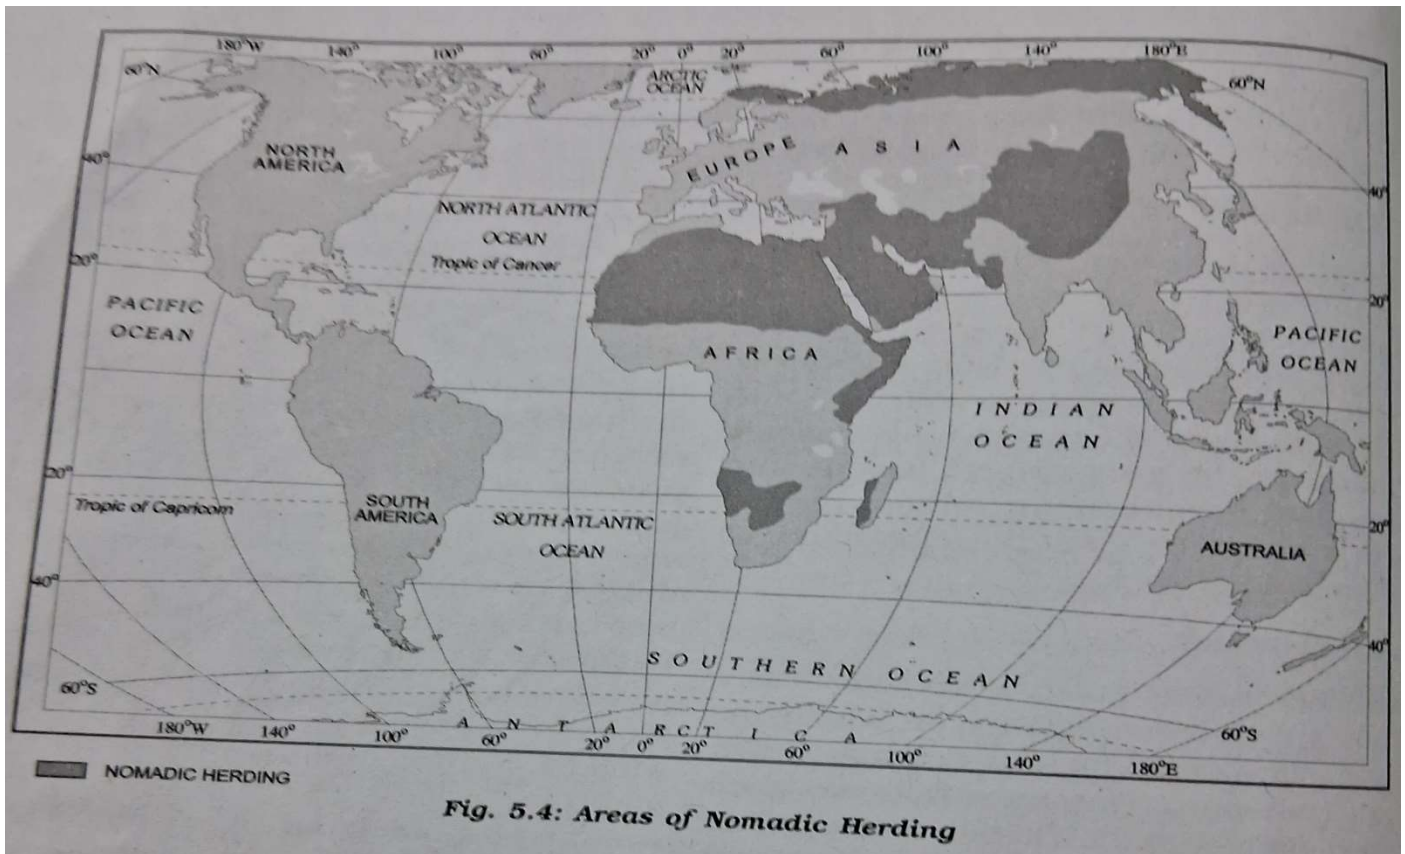 180°W 140° 100° 60° 20° 0° 20° 60° 100° 140° 180°E
60°N
ARCTIC
OCEAN
60°N
NORTH
AMERICA
EUROPE
ASIA
40°
40°
NORTH ATLANTIC
OCEAN
Tropic of Cancer
20°
20°
PACIFIC
OCEAN
AFRICA
PACIFIC
OCEAN
INDIAN
OCEAN
20°
Tropic of Capricorn
SOUTH
AMERICA
SOUTH ATLANTIC
OCEAN
20°
AUSTRALIA
40°
40°
SOUTHERN OCEAN
60°S
60°S
ANTARCTICA
180°W 140° 100° 60° 20° 0° 20° 60° 100° 140° 180°E
NOMADIC HERDING
Fig. 5.4: Areas of Nomadic Herding